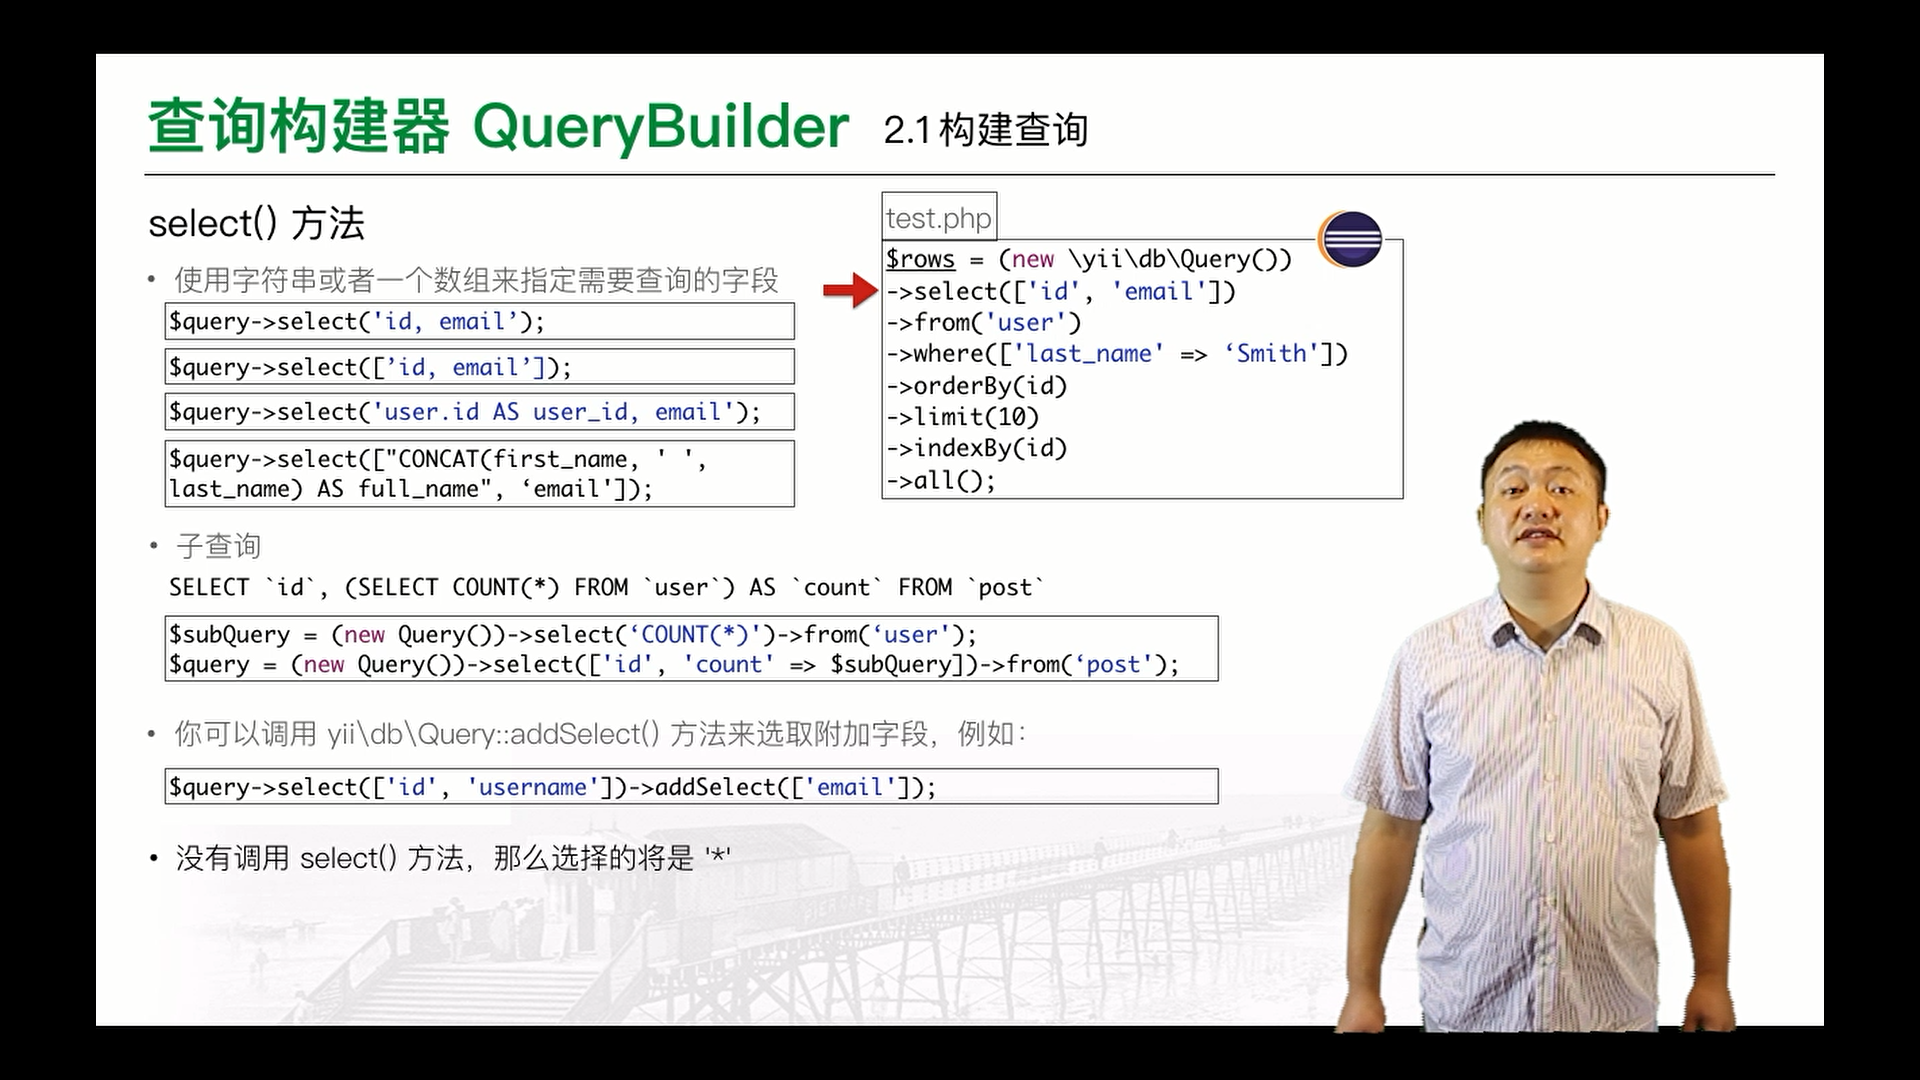 查询构建器 QueryBuilder 2.1构建查询
select() 方法
• 使用字符串或者一个数组来指定需要查询的字段
$query->select('id, email’);
$query->select([’id, email’]);
$query->select('user.id AS user_id, email');
$query->select(["CONCAT(first_name, ' ',
last_name) AS full_name", ‘email']);
test.php
$rows = (new \yii\db\Query())
->select(['id', 'email'])
->from('user')
->where(['last_name' => ‘Smith'])
->orderBy(id)
->limit(10)
->indexBy(id)
->all();
• 子查询
SELECT `id`, (SELECT COUNT(*) FROM `user`) AS `count` FROM `post`
$subQuery = (new Query())->select(‘COUNT(*)')->from(‘user');
$query = (new Query())->select(['id', 'count' => $subQuery])->from(‘post');
• 你可以调用 yii\db\Query::addSelect() 方法来选取附加字段，例如：
$query->select(['id', 'username'])->addSelect(['email']);
• 没有调用 select() 方法，那么选择的将是 '*'